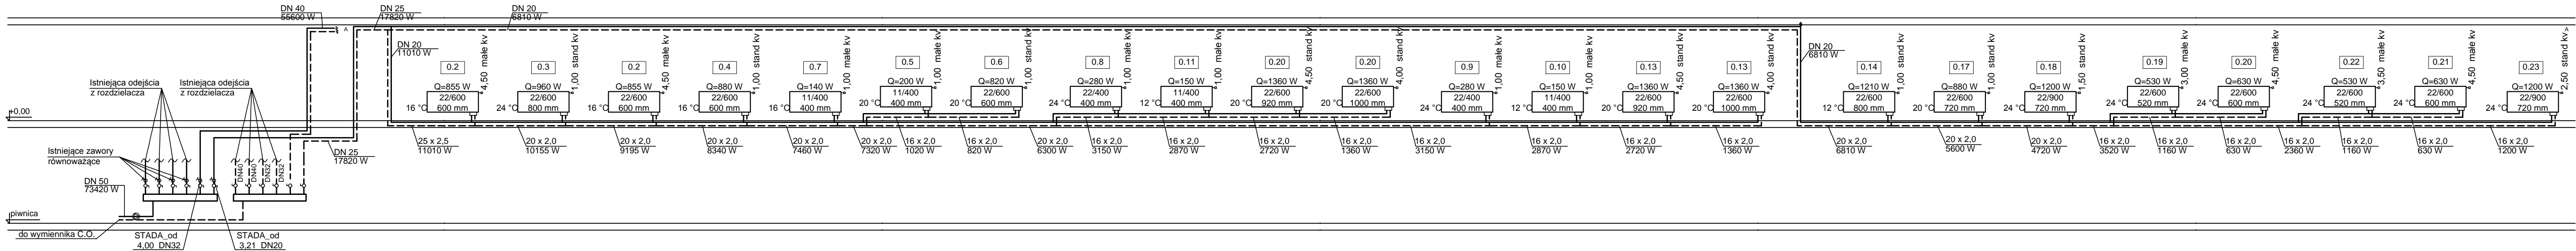 DN 40
55600 W
A
DN 25
17820 W
DN 20
6810 W
DN 20
11010 W
DN 20
6810 W
0.2
Q=855 W
22/600
600 mm
16 °C
4,50 małe kv
0.3
Q=960 W
22/600
800 mm
24 °C
1,00 stand kv
0.2
Q=855 W
22/600
600 mm
16 °C
4,50 małe kv
0.4
Q=880 W
22/600
600 mm
16 °C
1,00 stand kv
0.7
Q=140 W
11/400
400 mm
16 °C
1,00 małe kv
0.5
Q=200 W
11/400
400 mm
20 °C
1,00 małe kv
0.6
Q=820 W
22/600
600 mm
20 °C
1,00 stand kv
0.8
Q=280 W
22/400
400 mm
24 °C
1,00 małe kv
0.11
Q=150 W
11/400
400 mm
12 °C
1,00 małe kv
0.20
Q=1360 W
22/600
920 mm
20 °C
4,50 stand kv
0.20
Q=1360 W
22/600
1000 mm
20 °C
4,00 stand kv
0.9
Q=280 W
22/400
400 mm
24 °C
1,00 małe kv
0.10
Q=150 W
11/400
400 mm
12 °C
1,00 małe kv
0.13
Q=1360 W
22/600
920 mm
20 °C
4,50 stand kv
0.13
Q=1360 W
22/600
1000 mm
20 °C
4,00 stand kv
0.14
Q=1210 W
22/600
800 mm
12 °C
1,00 stand kv
0.17
Q=880 W
22/600
720 mm
20 °C
1,00 stand kv
0.18
Q=1200 W
22/900
720 mm
24 °C
1,50 stand kv
0.19
Q=530 W
22/600
520 mm
24 °C
3,00 małe kv
0.20
Q=630 W
22/600
600 mm
24 °C
4,50 małe kv
0.22
Q=530 W
22/600
520 mm
24 °C
3,50 małe kv
0.21
Q=630 W
22/600
600 mm
24 °C
4,50 małe kv
0.23
Q=1200 W
22/900
720 mm
24 °C
2,50 stand kv
Istniejąca odejścia
z rozdzielacza
Istniejąca odejścia
z rozdzielacza
+0,00
25 x 2,5
11010 W
20 x 2,0
10155 W
20 x 2,0
9195 W
20 x 2,0
8340 W
20 x 2,0
7460 W
20 x 2,0
7320 W
16 x 2,0
1020 W
16 x 2,0
820 W
20 x 2,0
6300 W
16 x 2,0
3150 W
16 x 2,0
2870 W
16 x 2,0
2720 W
16 x 2,0
1360 W
16 x 2,0
3150 W
16 x 2,0
2870 W
16 x 2,0
2720 W
16 x 2,0
1360 W
20 x 2,0
6810 W
20 x 2,0
5600 W
20 x 2,0
4720 W
16 x 2,0
3520 W
16 x 2,0
1160 W
16 x 2,0
630 W
16 x 2,0
2360 W
16 x 2,0
1160 W
16 x 2,0
630 W
16 x 2,0
1200 W
Istniejące zawory
równoważące
DN 25
17820 W
DN40
DN40
DN32
DN32
DN 50
73420 W
piwnica
do wymiennika C.O.
STADA_od
4,00 DN32
STADA_od
3,21 DN20